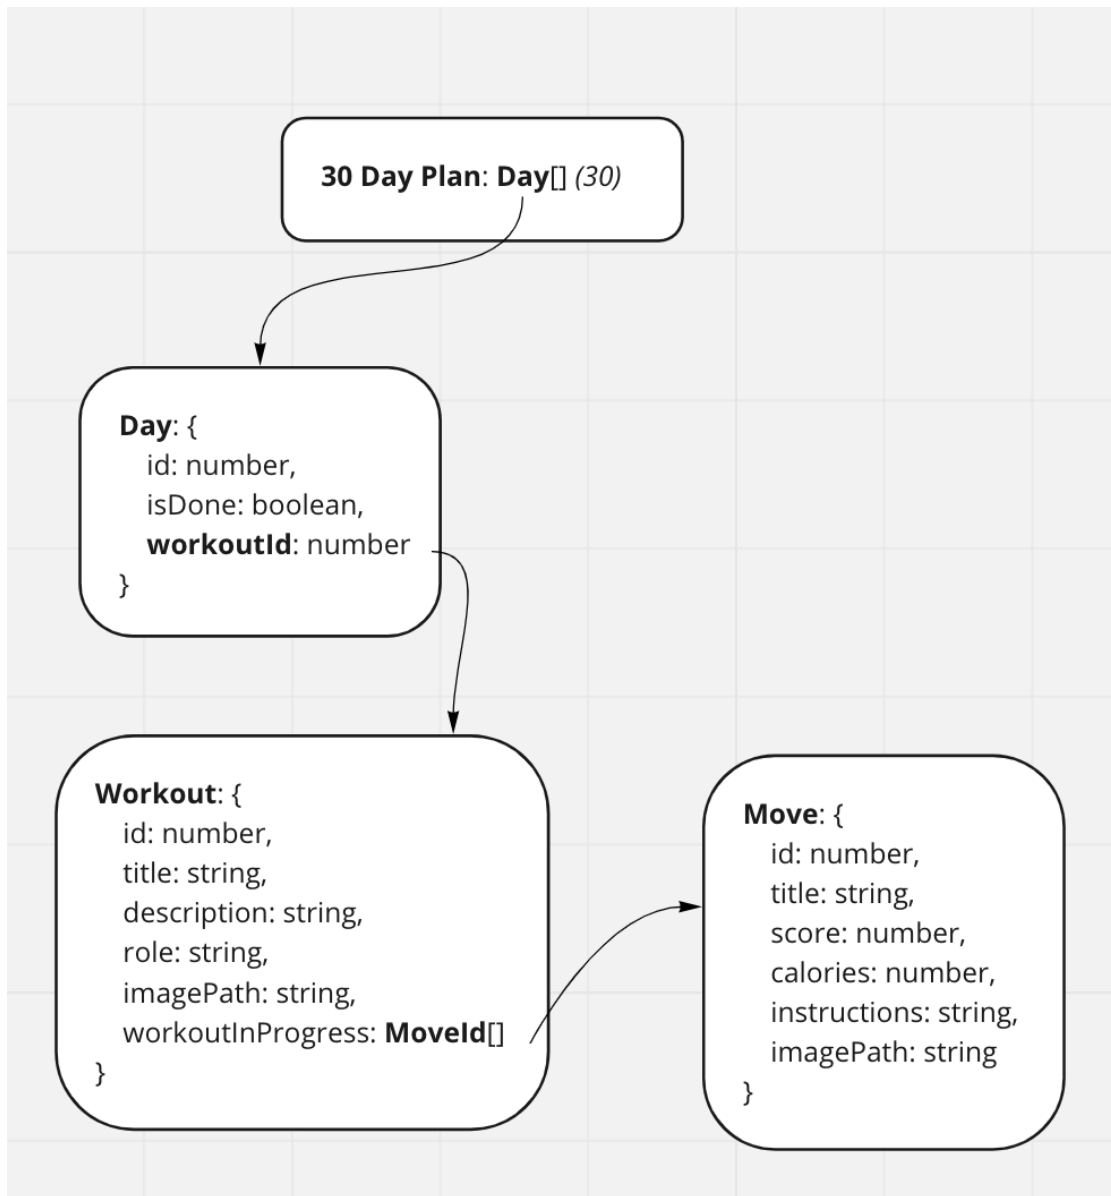 30 Day Plan: Day[] (30)
Day: {
id: number,
isDone: boolean,
workoutId: number
}
Workout: {
id: number,
title: string,
description: string,
role: string,
imagePath: string,
workoutInProgress: MoveId[]
}
Move: {
id: number,
title: string,
score: number,
calories: number,
instructions: string,
imagePath: string
}